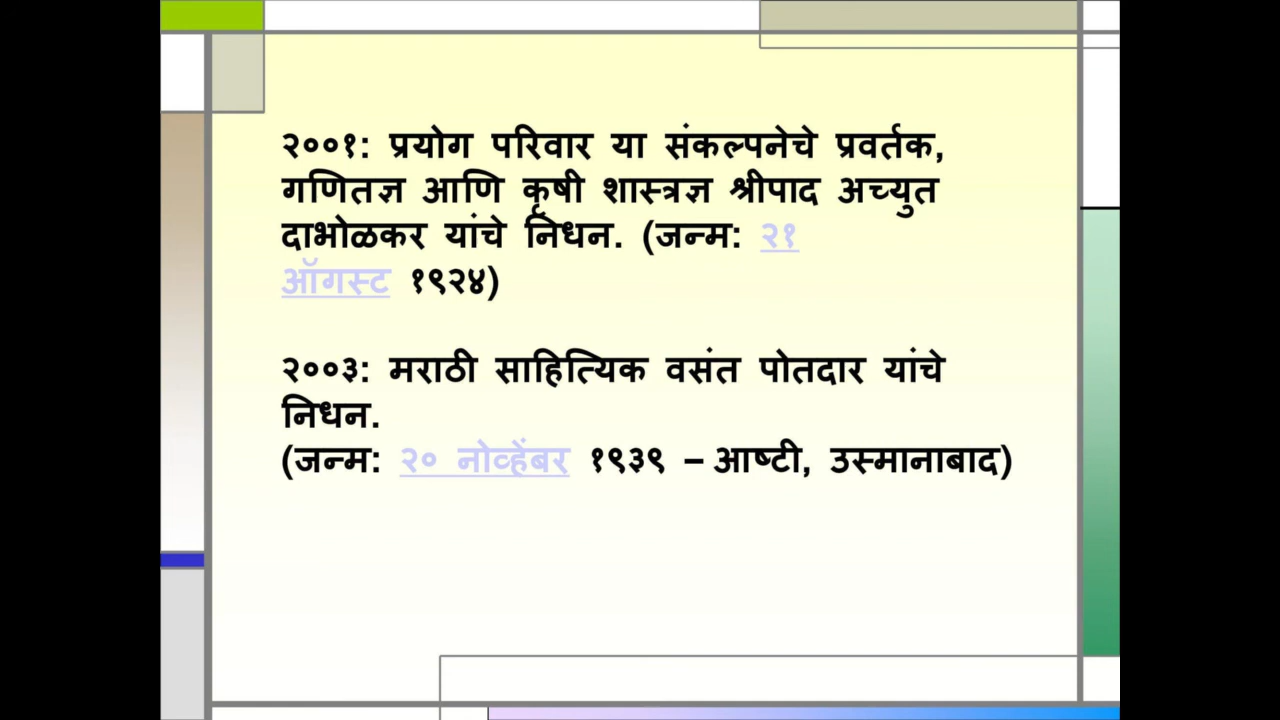 २००१: प्रयोग परिवार या संकल्पनेचे प्रवर्तक,
गणितज्ञ आणि कृषी शास्त्रज्ञ श्रीपाद अच्युत
दाभोळकर यांचे निधन. (जन्म: २१
ऑगस्ट १९२४)
२००३: मराठी साहित्यिक वसंत पोतदार यांचे
निधन.
(जन्म: २० नोव्हेंबर १९३९ – आष्टी, उस्मानाबाद)